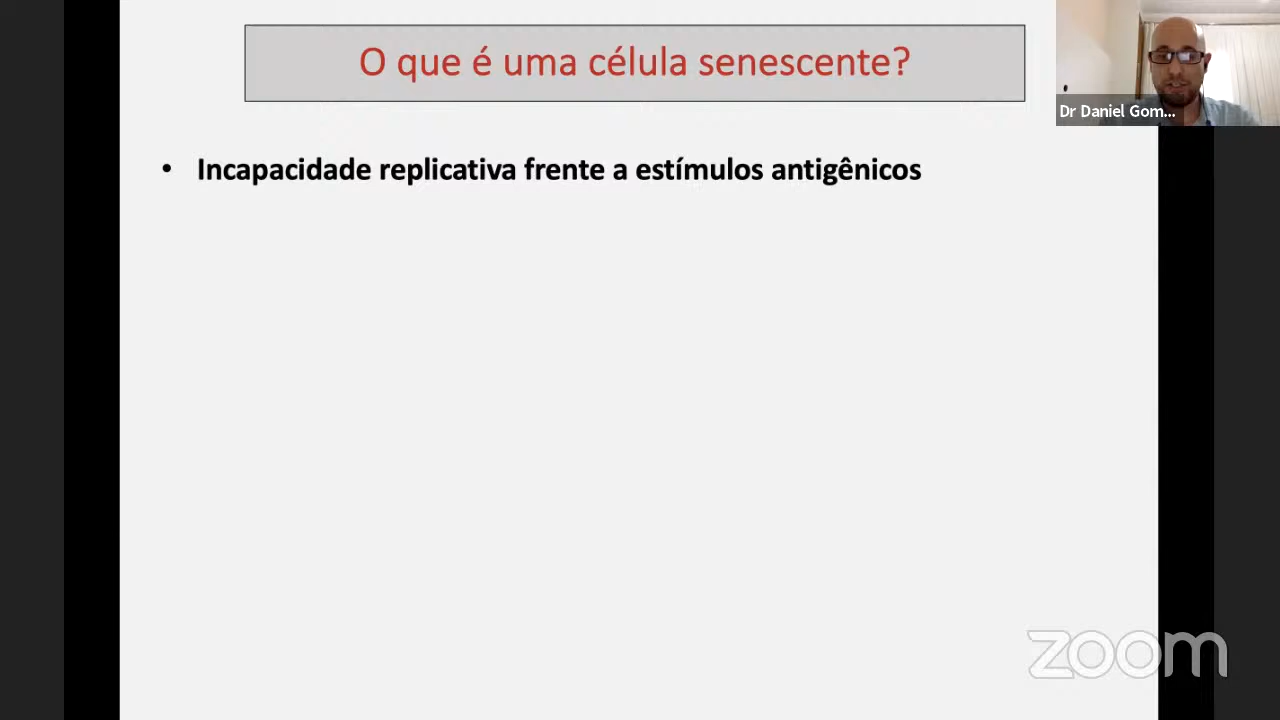 O que é uma célula senescente?
Dr Daniel Gom...
• Incapacidade replicativa frente a estímulos antigênicos
zoom